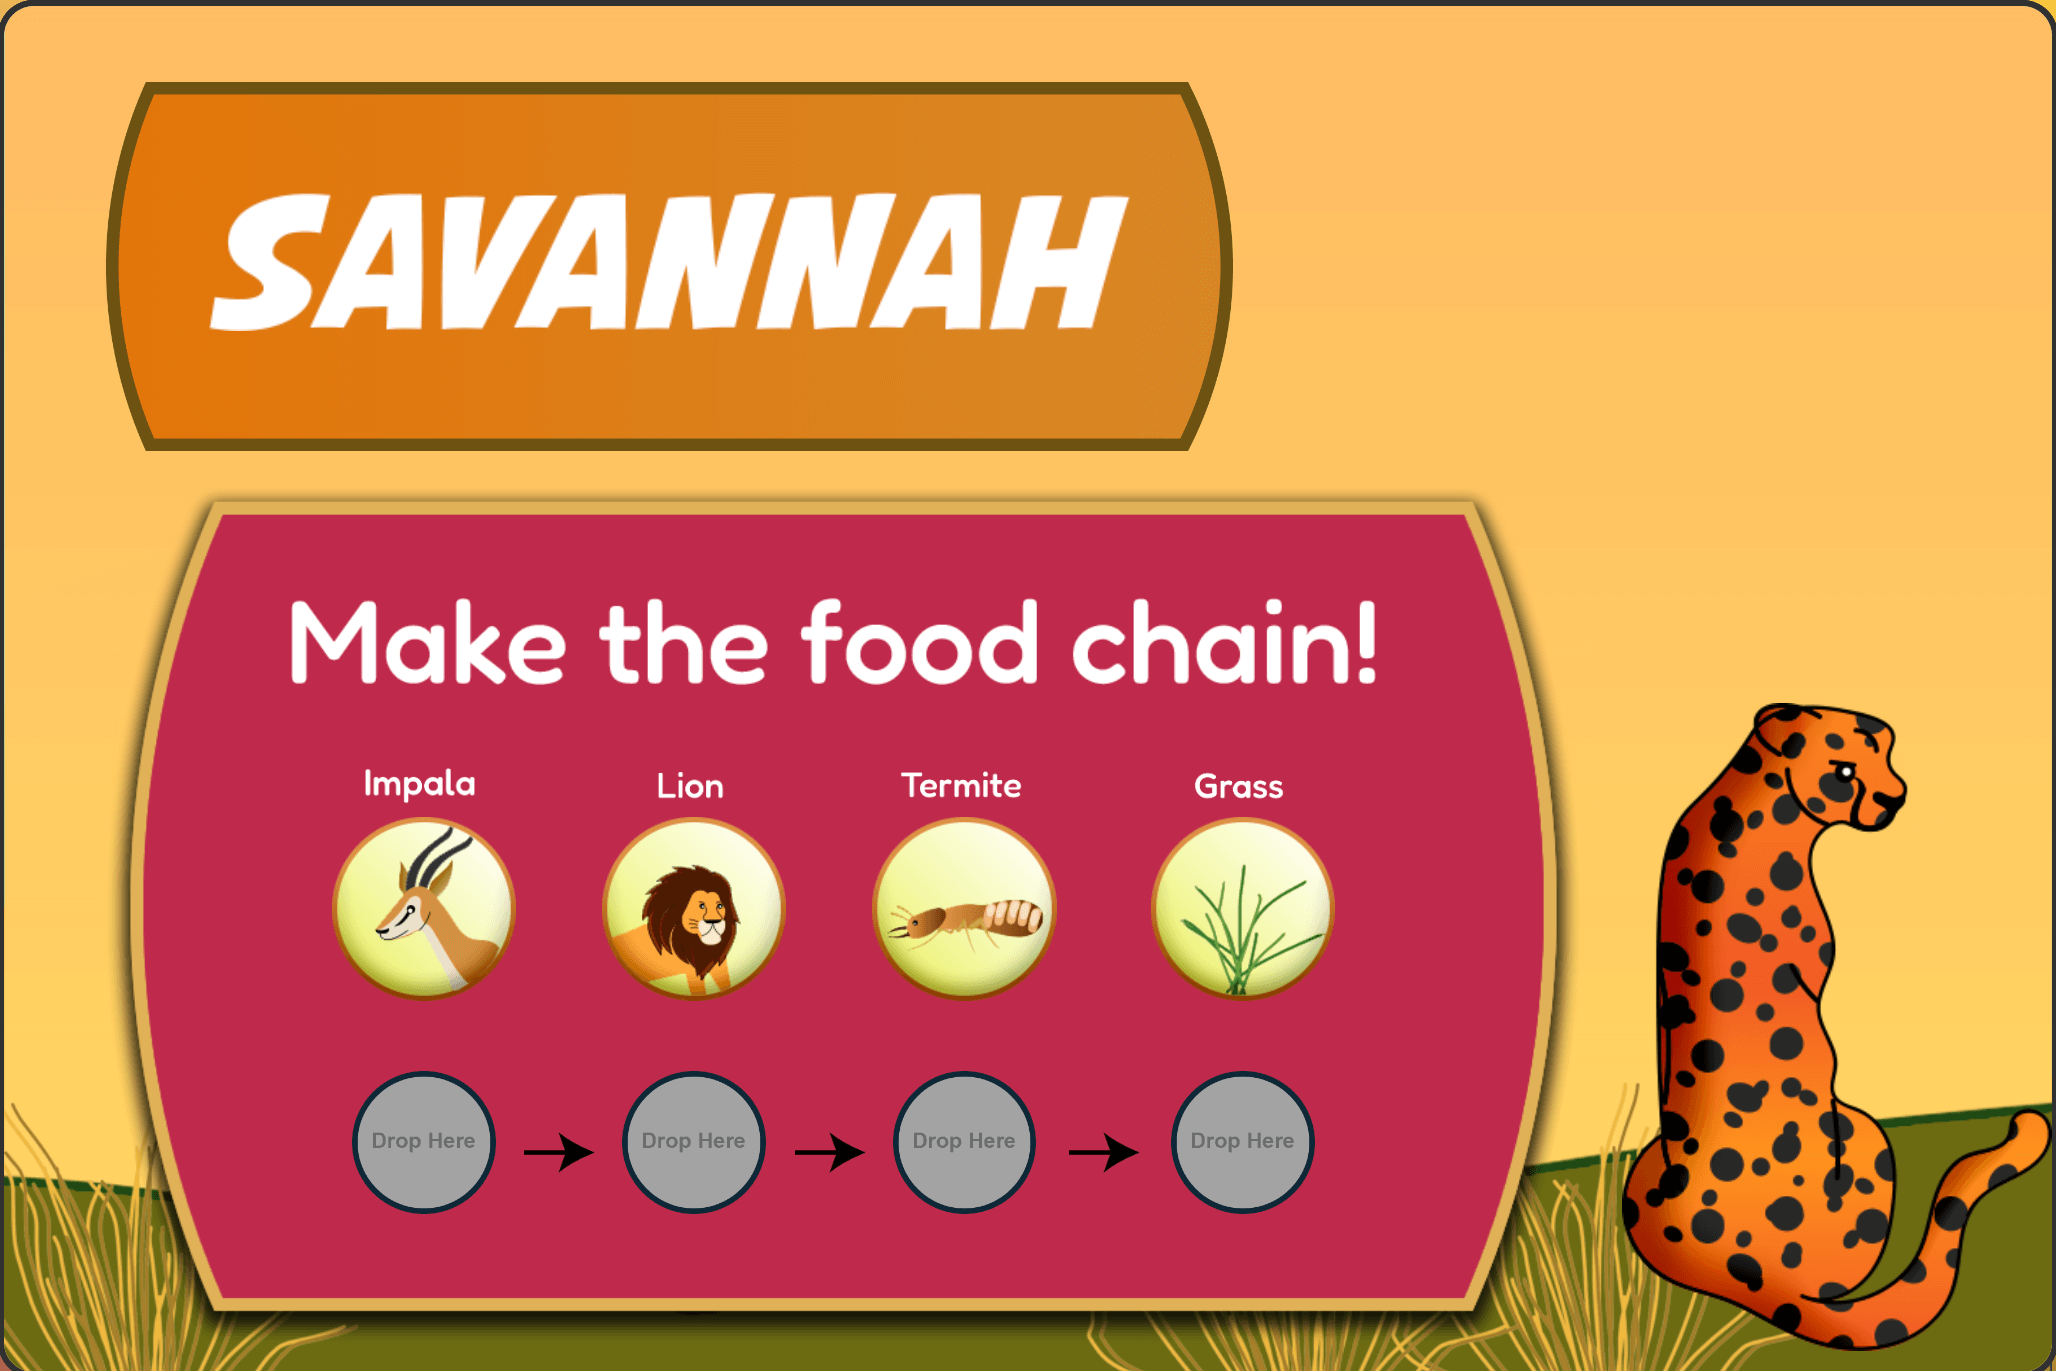 SAVANNAH
Make the food chain!
Impala Lion Termite Grass
Drop Here Drop Here Drop Here Drop Here